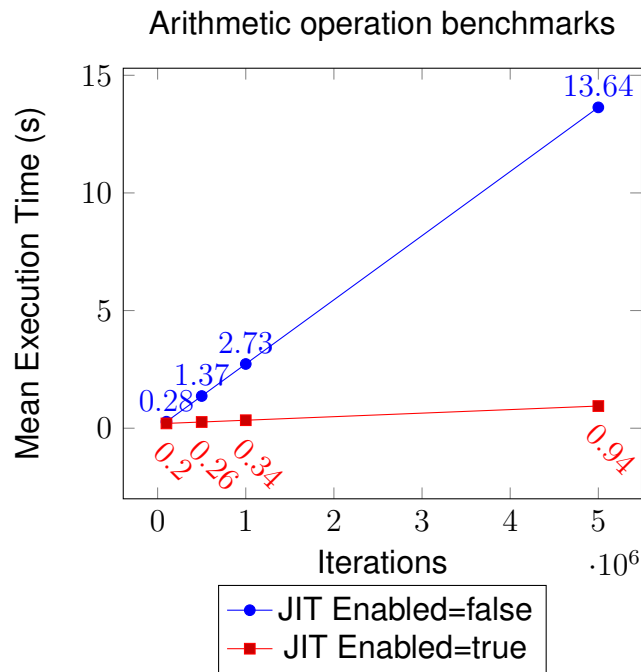 Arithmetic operation benchmarks
Mean Execution Time (s)
15
10
5
0
13.64
2.73
1.37
0.28
0.2
0.26
0.34
0.94
0 1 2 3 4 5
Iterations
·10⁶
JIT Enabled=false
JIT Enabled=true